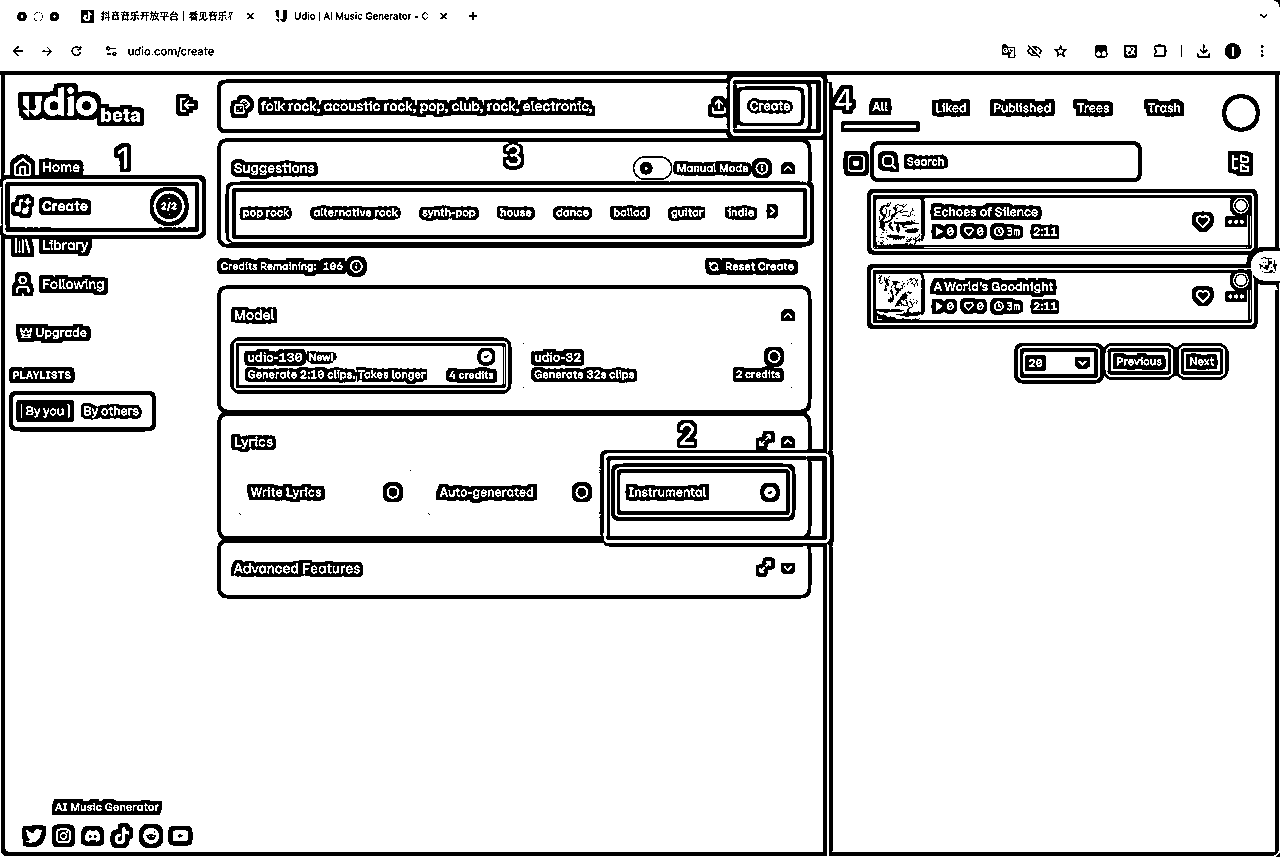 抖音音乐开放平台 | 看见音乐
Udio | AI Music Generator - C
udio.com/create
udio beta
folk rock, acoustic rock, pop, club, rock, electronic,
Create
4
All
Liked
Published
Trees
Trash
1
Home
Create
2/2
Library
Following
Upgrade
PLAYLISTS
By you
By others
3
Suggestions
Manual Mode
pop rock
alternative rock
synth-pop
house
dance
ballad
guitar
indie
Credits Remaining: 106
Reset Create
Model
udio-130 New!
Generate 2:10 clips, Takes longer
4 credits
udio-32
Generate 32s clips
2 credits
2
Lyrics
Write Lyrics
Auto-generated
Instrumental
Advanced Features
Search
Echoes of Silence
0 0 3m 2:11
A World's Goodnight
0 0 3m 2:11
20
Previous
Next
AI Music Generator